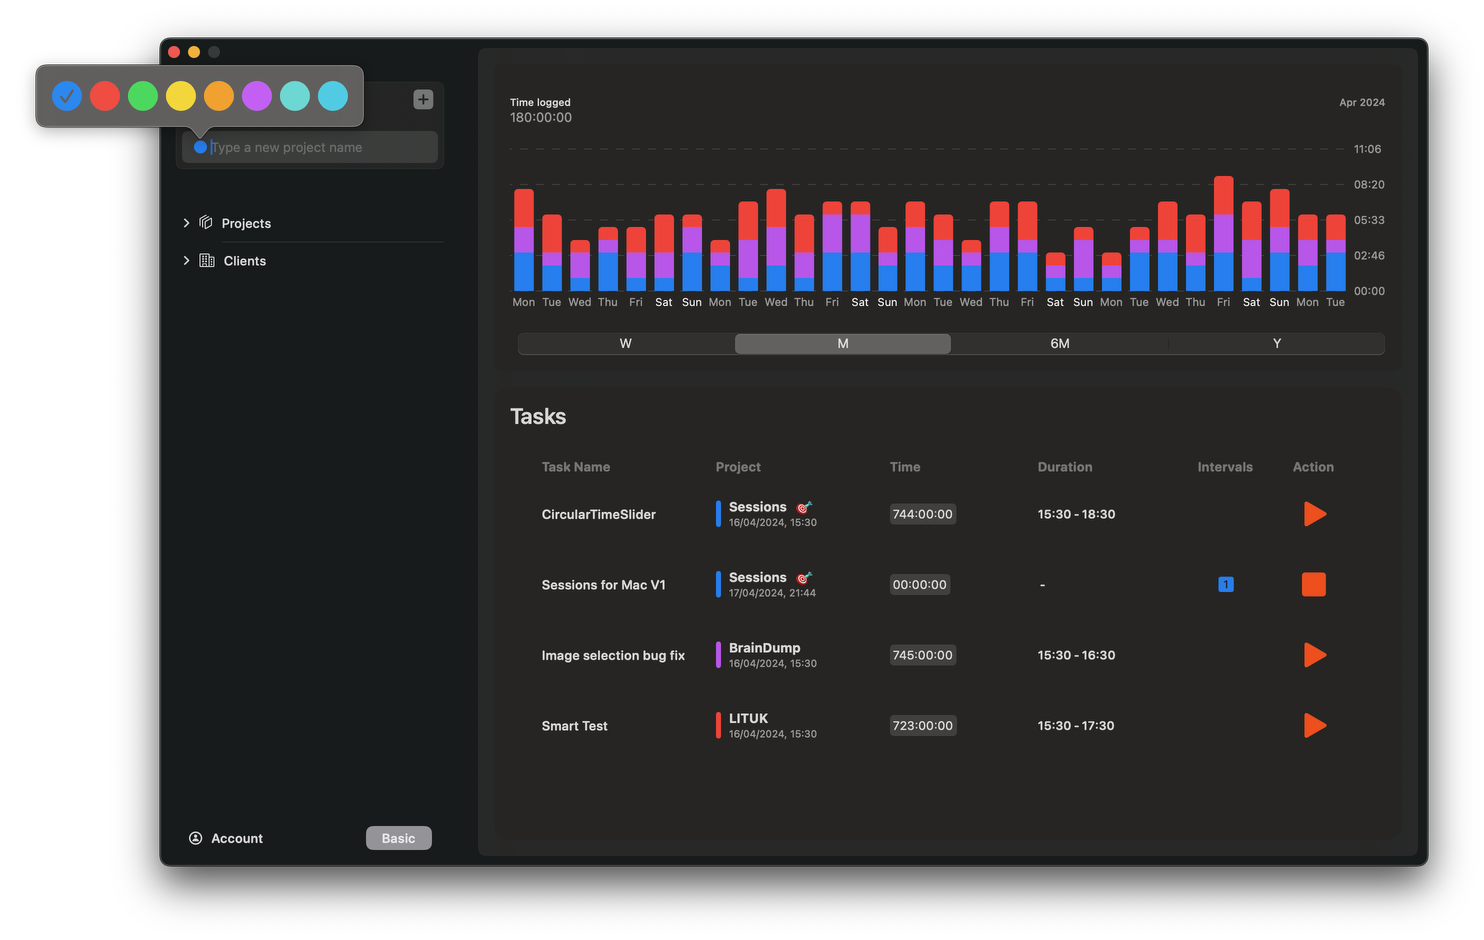 Type a new project name
Projects
Clients
Account
Basic
Time logged
180:00:00
Apr 2024
11:06
08:20
05:33
02:46
00:00
Mon Tue Wed Thu Fri Sat Sun Mon Tue Wed Thu Fri Sat Sun Mon Tue Wed Thu Fri Sat Sun Mon Tue Wed Thu Fri Sat Sun Mon Tue
W M 6M Y
Tasks
Task Name Project Time Duration Intervals Action
CircularTimeSlider Sessions 🎯 744:00:00 15:30 - 18:30
16/04/2024, 15:30
Sessions for Mac V1 Sessions 🎯 00:00:00 - 1
17/04/2024, 21:44
Image selection bug fix BrainDump 745:00:00 15:30 - 16:30
16/04/2024, 15:30
Smart Test LITUK 723:00:00 15:30 - 17:30
16/04/2024, 15:30